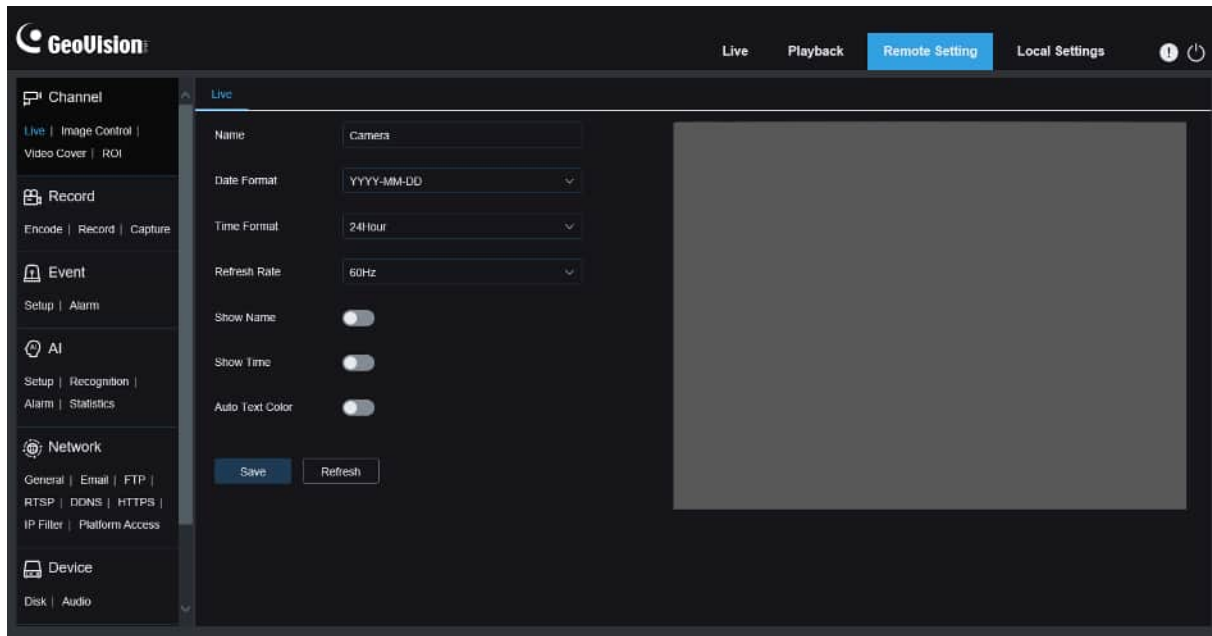 GeoVision
Live Playback Remote Setting Local Settings
Channel
Live | Image Control |
Video Cover | ROI
Record
Encode | Record | Capture
Event
Setup | Alarm
AI
Setup | Recognition |
Alarm | Statistics
Network
General | Email | FTP |
RTSP | DDNS | HTTPS |
IP Filter | Platform Access
Device
Disk | Audio
Live
Name Camera
Date Format YYYY-MM-DD
Time Format 24Hour
Refresh Rate 60Hz
Show Name
Show Time
Auto Text Color
Save Refresh